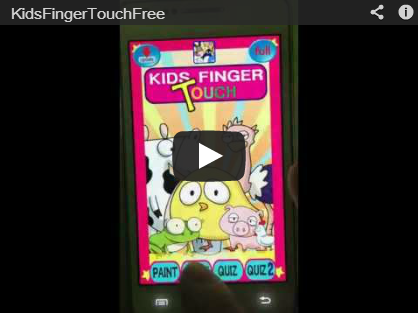 KidsFingerTouchFree
full
KIDS FINGER
TOUCH
PAINT
QUIZ
QUIZ 2